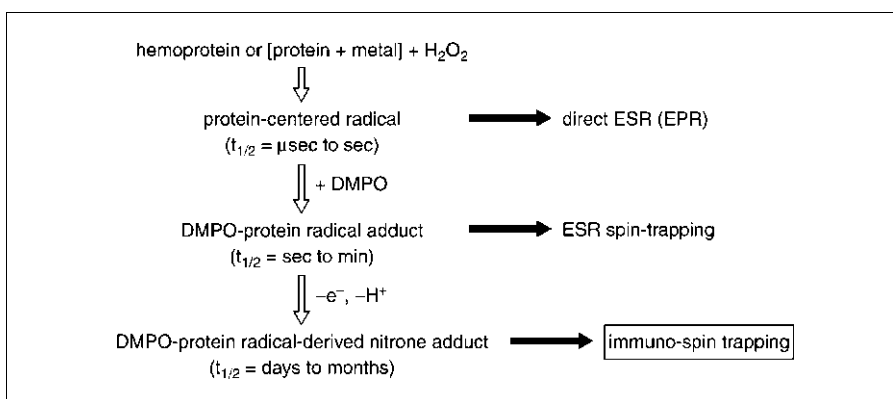 hemoprotein or [protein + metal] + H₂O₂
protein-centered radical
direct ESR (EPR)
(t₁/₂ = μsec to sec)
+ DMPO
DMPO-protein radical adduct
ESR spin-trapping
(t₁/₂ = sec to min)
–e⁻, –H⁺
DMPO-protein radical-derived nitrone adduct
immuno-spin trapping
(t₁/₂ = days to months)